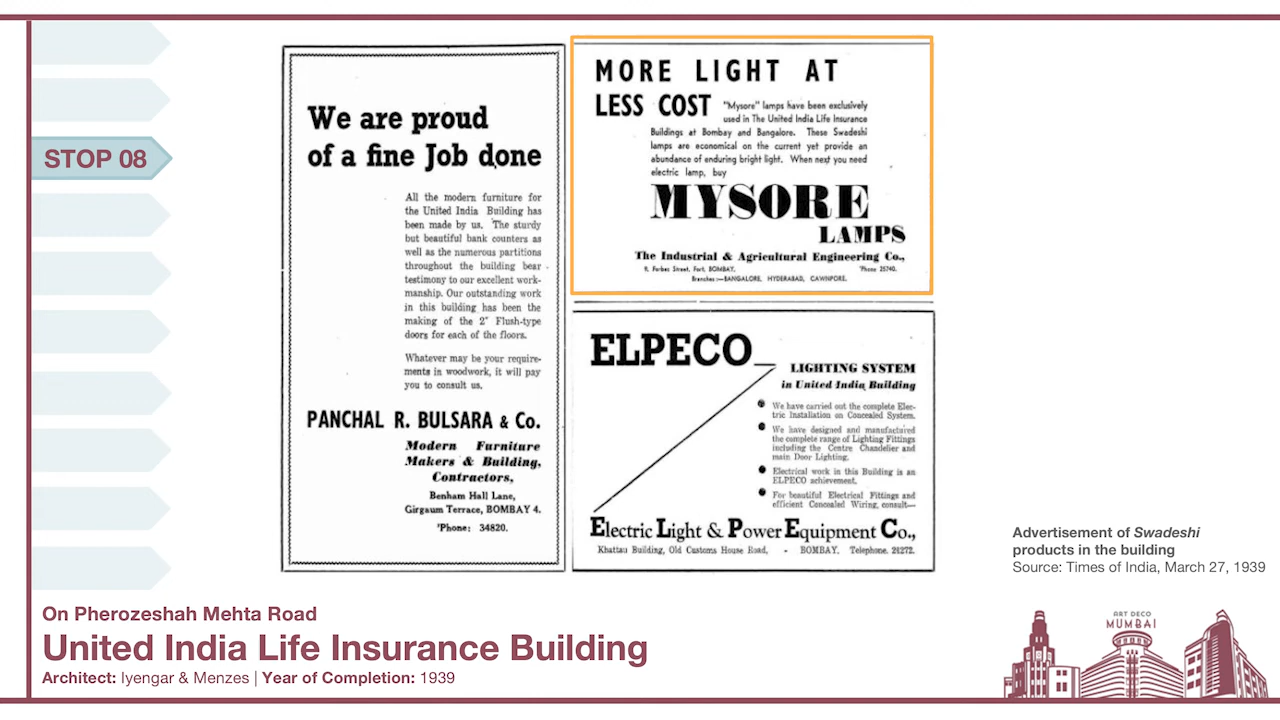 STOP 08
We are proud
of a fine Job done
All the modern furniture for
the United India Building has
been made by us. The sturdy
but beautiful bank counters as
well as the numerous partitions
throughout the building bear
testimony to our excellent work-
manship. Our outstanding work
in this building has been the
making of the 2" Flush-type
doors for each of the floors.
Whatever may be your require-
ments in woodwork, it will pay
you to consult us.
PANCHAL R. BULSARA & Co.
Modern Furniture
Makers & Building,
Contractors,
Benham Hall Lane,
Girgaum Terrace, BOMBAY 4.
'Phone: 34820.
MORE LIGHT AT
LESS COST
"Mysore" lamps have been exclusively
used in The United India Life Insurance
Buildings at Bombay and Bangalore. These Swadeshi
lamps are economical on the current yet provide an
abundance of enduring bright light. When next you need
electric lamp, buy
MYSORE
LAMPS
The Industrial & Agricultural Engineering Co.,
9, Forbes Street, Fort, BOMBAY. 'Phone 25740.
Branches :—BANGALORE, HYDERABAD, CAWNPORE.
ELPECO
LIGHTING SYSTEM
in United India Building
We have carried out the complete Elec-
tric Installation on Concealed System.
We have designed and manufactured
the complete range of Lighting Fittings
including the Centre Chandelier and
main Door Lighting.
Electrical work in this Building is an
ELPECO achievement.
For beautiful Electrical Fittings and
efficient Concealed Wiring, consult—
Electric Light & Power Equipment Co.,
Khattau Building, Old Customs House Road, - BOMBAY. Telephone. 21272.
Advertisement of Swadeshi
products in the building
Source: Times of India, March 27, 1939
On Pherozeshah Mehta Road
United India Life Insurance Building
Architect: Iyengar & Menzes | Year of Completion: 1939
ART DECO
MUMBAI